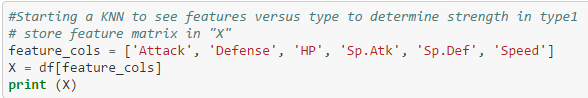 #Starting a KNN to see features versus type to determine strength in type1
# store feature matrix in "X"
feature_cols = ['Attack', 'Defense', 'HP', 'Sp.Atk', 'Sp.Def', 'Speed']
X = df[feature_cols]
print (X)